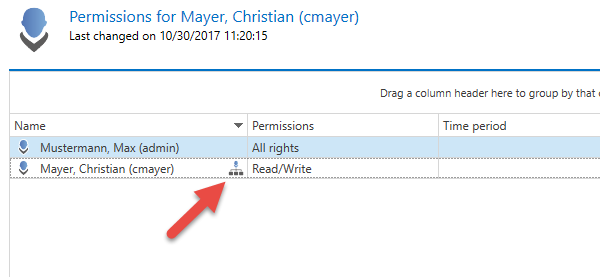 Permissions for Mayer, Christian (cmayer)
Last changed on 10/30/2017 11:20:15
Drag a column header here to group by that
Name Permissions Time period
Mustermann, Max (admin) All rights
Mayer, Christian (cmayer) Read/Write